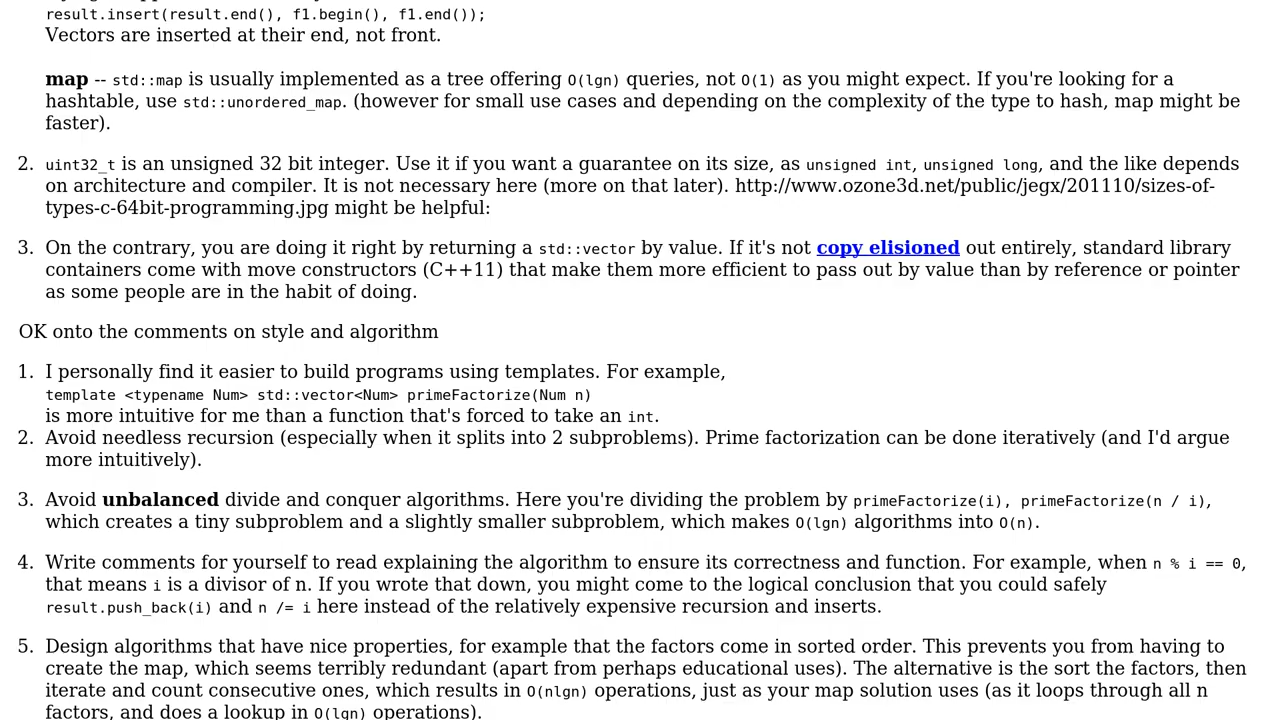 result.insert(result.end(), f1.begin(), f1.end());
Vectors are inserted at their end, not front.
map -- std::map is usually implemented as a tree offering O(lgn) queries, not O(1) as you might expect. If you're looking for a
hashtable, use std::unordered_map. (however for small use cases and depending on the complexity of the type to hash, map might be
faster).
2. uint32_t is an unsigned 32 bit integer. Use it if you want a guarantee on its size, as unsigned int, unsigned long, and the like depends
on architecture and compiler. It is not necessary here (more on that later). http://www.ozone3d.net/public/jegx/201110/sizes-of-
types-c-64bit-programming.jpg might be helpful:
3. On the contrary, you are doing it right by returning a std::vector by value. If it's not copy elisioned out entirely, standard library
containers come with move constructors (C++11) that make them more efficient to pass out by value than by reference or pointer
as some people are in the habit of doing.
OK onto the comments on style and algorithm
1. I personally find it easier to build programs using templates. For example,
template <typename Num> std::vector<Num> primeFactorize(Num n)
is more intuitive for me than a function that's forced to take an int.
2. Avoid needless recursion (especially when it splits into 2 subproblems). Prime factorization can be done iteratively (and I'd argue
more intuitively).
3. Avoid unbalanced divide and conquer algorithms. Here you're dividing the problem by primeFactorize(i), primeFactorize(n / i),
which creates a tiny subproblem and a slightly smaller subproblem, which makes O(lgn) algorithms into O(n).
4. Write comments for yourself to read explaining the algorithm to ensure its correctness and function. For example, when n % i == 0,
that means i is a divisor of n. If you wrote that down, you might come to the logical conclusion that you could safely
result.push_back(i) and n /= i here instead of the relatively expensive recursion and inserts.
5. Design algorithms that have nice properties, for example that the factors come in sorted order. This prevents you from having to
create the map, which seems terribly redundant (apart from perhaps educational uses). The alternative is the sort the factors, then
iterate and count consecutive ones, which results in O(nlgn) operations, just as your map solution uses (as it loops through all n
factors, and does a lookup in O(lgn) operations).